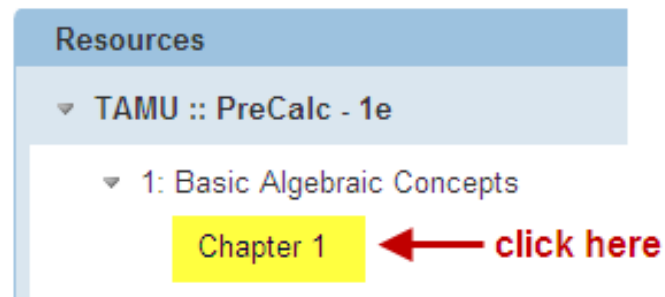 Resources
TAMU :: PreCalc - 1e
1: Basic Algebraic Concepts
Chapter 1 click here